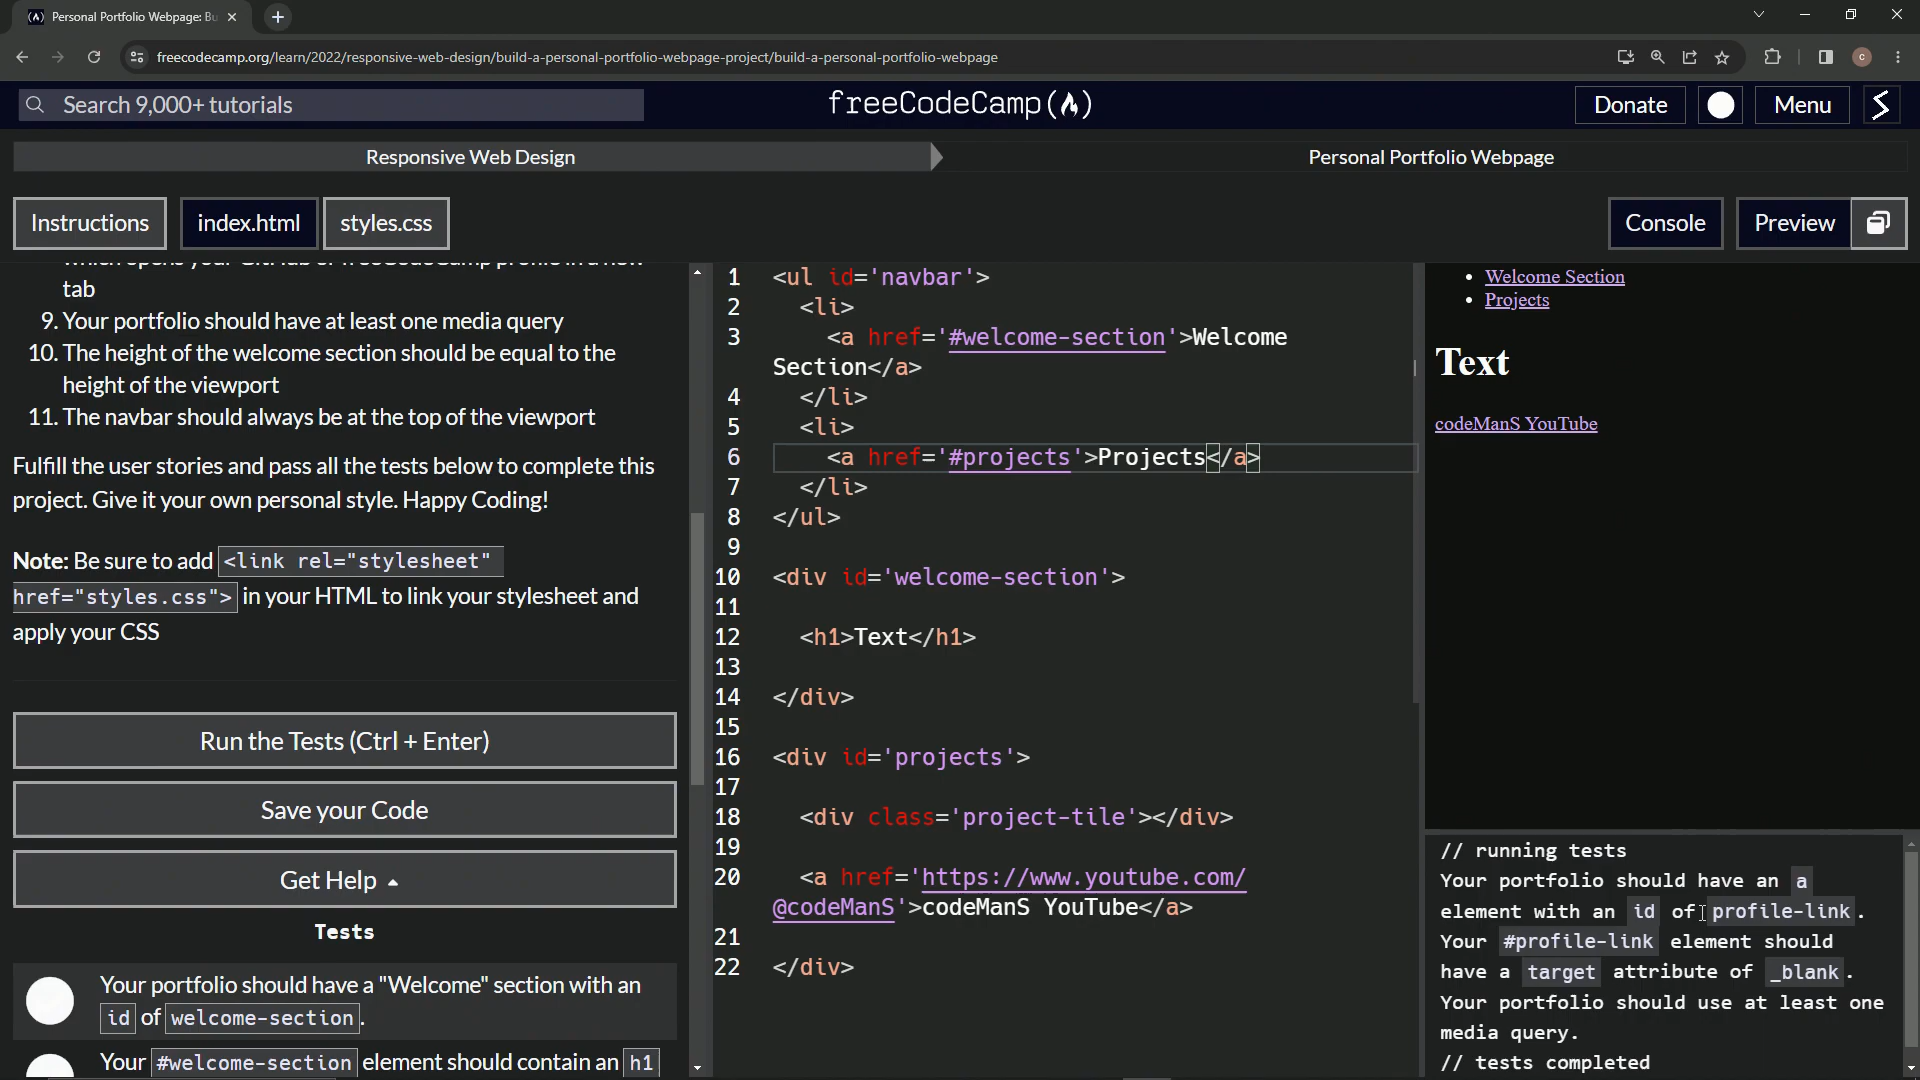 Personal Portfolio Webpage: Bu
freecodecamp.org/learn/2022/responsive-web-design/build-a-personal-portfolio-webpage-project/build-a-personal-portfolio-webpage
C
Search 9,000+ tutorials
freeCodeCamp
Donate
Menu
Responsive Web Design
Personal Portfolio Webpage
Instructions
index.html
styles.css
Console
Preview
which opens your GitHub or freeCodeCamp profile in a new
tab
9. Your portfolio should have at least one media query
10. The height of the welcome section should be equal to the
height of the viewport
11. The navbar should always be at the top of the viewport
Fulfill the user stories and pass all the tests below to complete this
project. Give it your own personal style. Happy Coding!
Note: Be sure to add <link rel="stylesheet"
href="styles.css"> in your HTML to link your stylesheet and
apply your CSS
Run the Tests (Ctrl + Enter)
Save your Code
Get Help
Tests
Your portfolio should have a "Welcome" section with an
id of welcome-section.
Your #welcome-section element should contain an h1
1 <ul id='navbar'>
2 <li>
3 <a href='#welcome-section'>Welcome
Section</a>
4 </li>
5 <li>
6 <a href='#projects'>Projects</a>
7 </li>
8 </ul>
9
10 <div id='welcome-section'>
11
12 <h1>Text</h1>
13
14 </div>
15
16 <div id='projects'>
17
18 <div class='project-tile'></div>
19
20 <a href='https://www.youtube.com/
@codeManS'>codeManS YouTube</a>
21
22 </div>
Welcome Section
Projects
Text
codeManS YouTube
// running tests
Your portfolio should have an a
element with an id of profile-link.
Your #profile-link element should
have a target attribute of _blank.
Your portfolio should use at least one
media query.
// tests completed